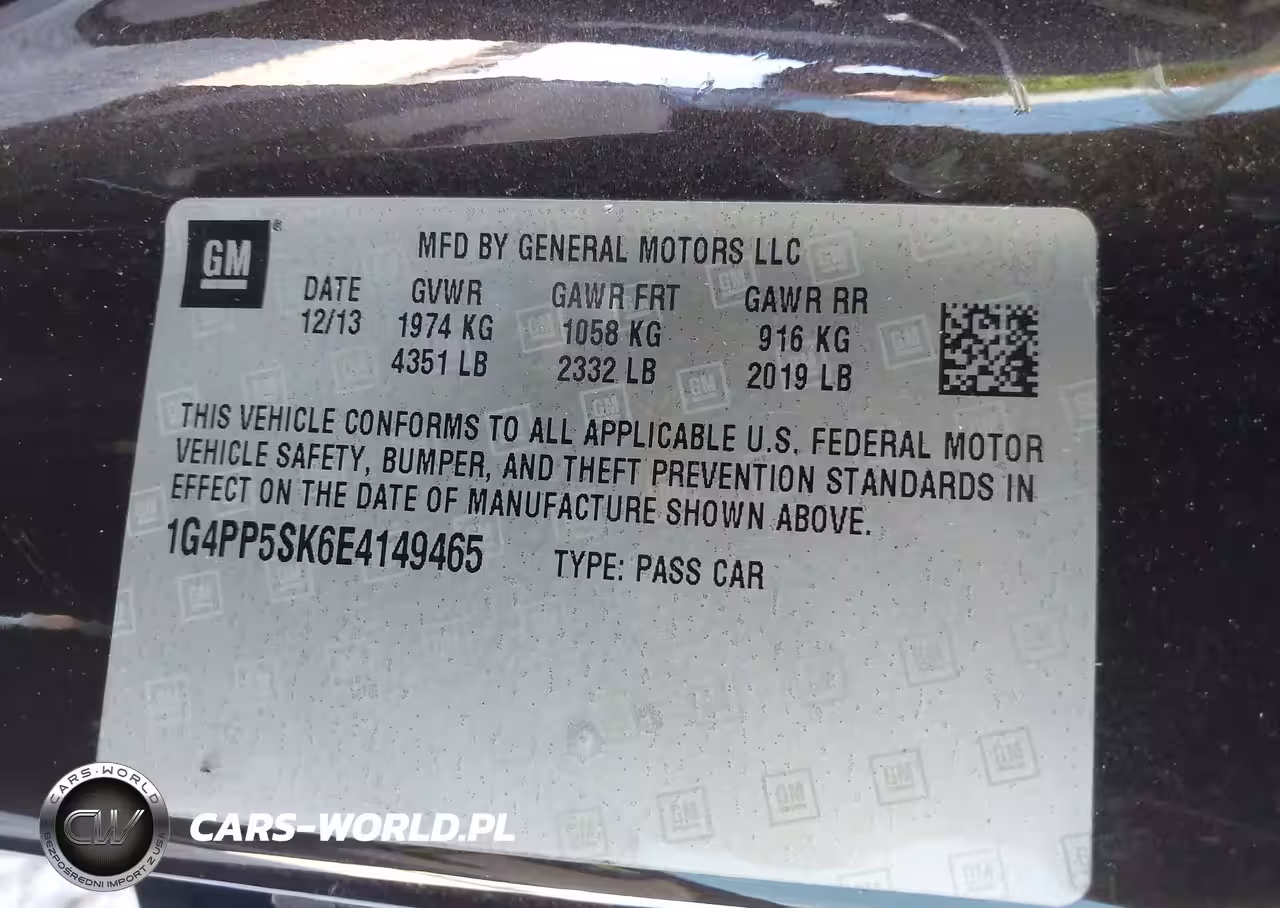 GM
MFD BY GENERAL MOTORS LLC
DATE GVWR GAWR FRT GAWR RR
12/13 1974 KG 1058 KG 916 KG
4351 LB 2332 LB 2019 LB
THIS VEHICLE CONFORMS TO ALL APPLICABLE U.S. FEDERAL MOTOR
VEHICLE SAFETY, BUMPER, AND THEFT PREVENTION STANDARDS IN
EFFECT ON THE DATE OF MANUFACTURE SHOWN ABOVE.
1G4PP5SK6E4149465 TYPE: PASS CAR
CARS-WORLD
CW
BEZPOŚREDNI IMPORT Z USA
CARS-WORLD.PL